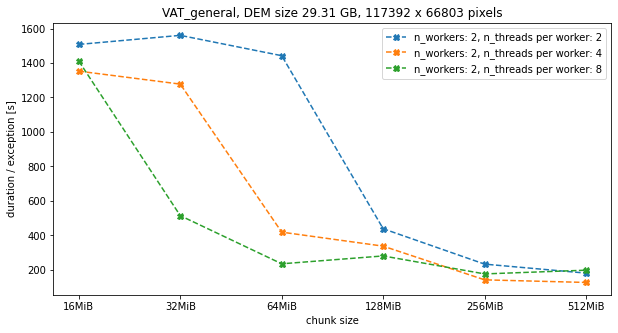 VAT_general, DEM size 29.31 GB, 117392 x 66803 pixels
n_workers: 2, n_threads per worker: 2
n_workers: 2, n_threads per worker: 4
n_workers: 2, n_threads per worker: 8
duration / exception [s]
1600
1400
1200
1000
800
600
400
200
16MiB 32MiB 64MiB 128MiB 256MiB 512MiB
chunk size